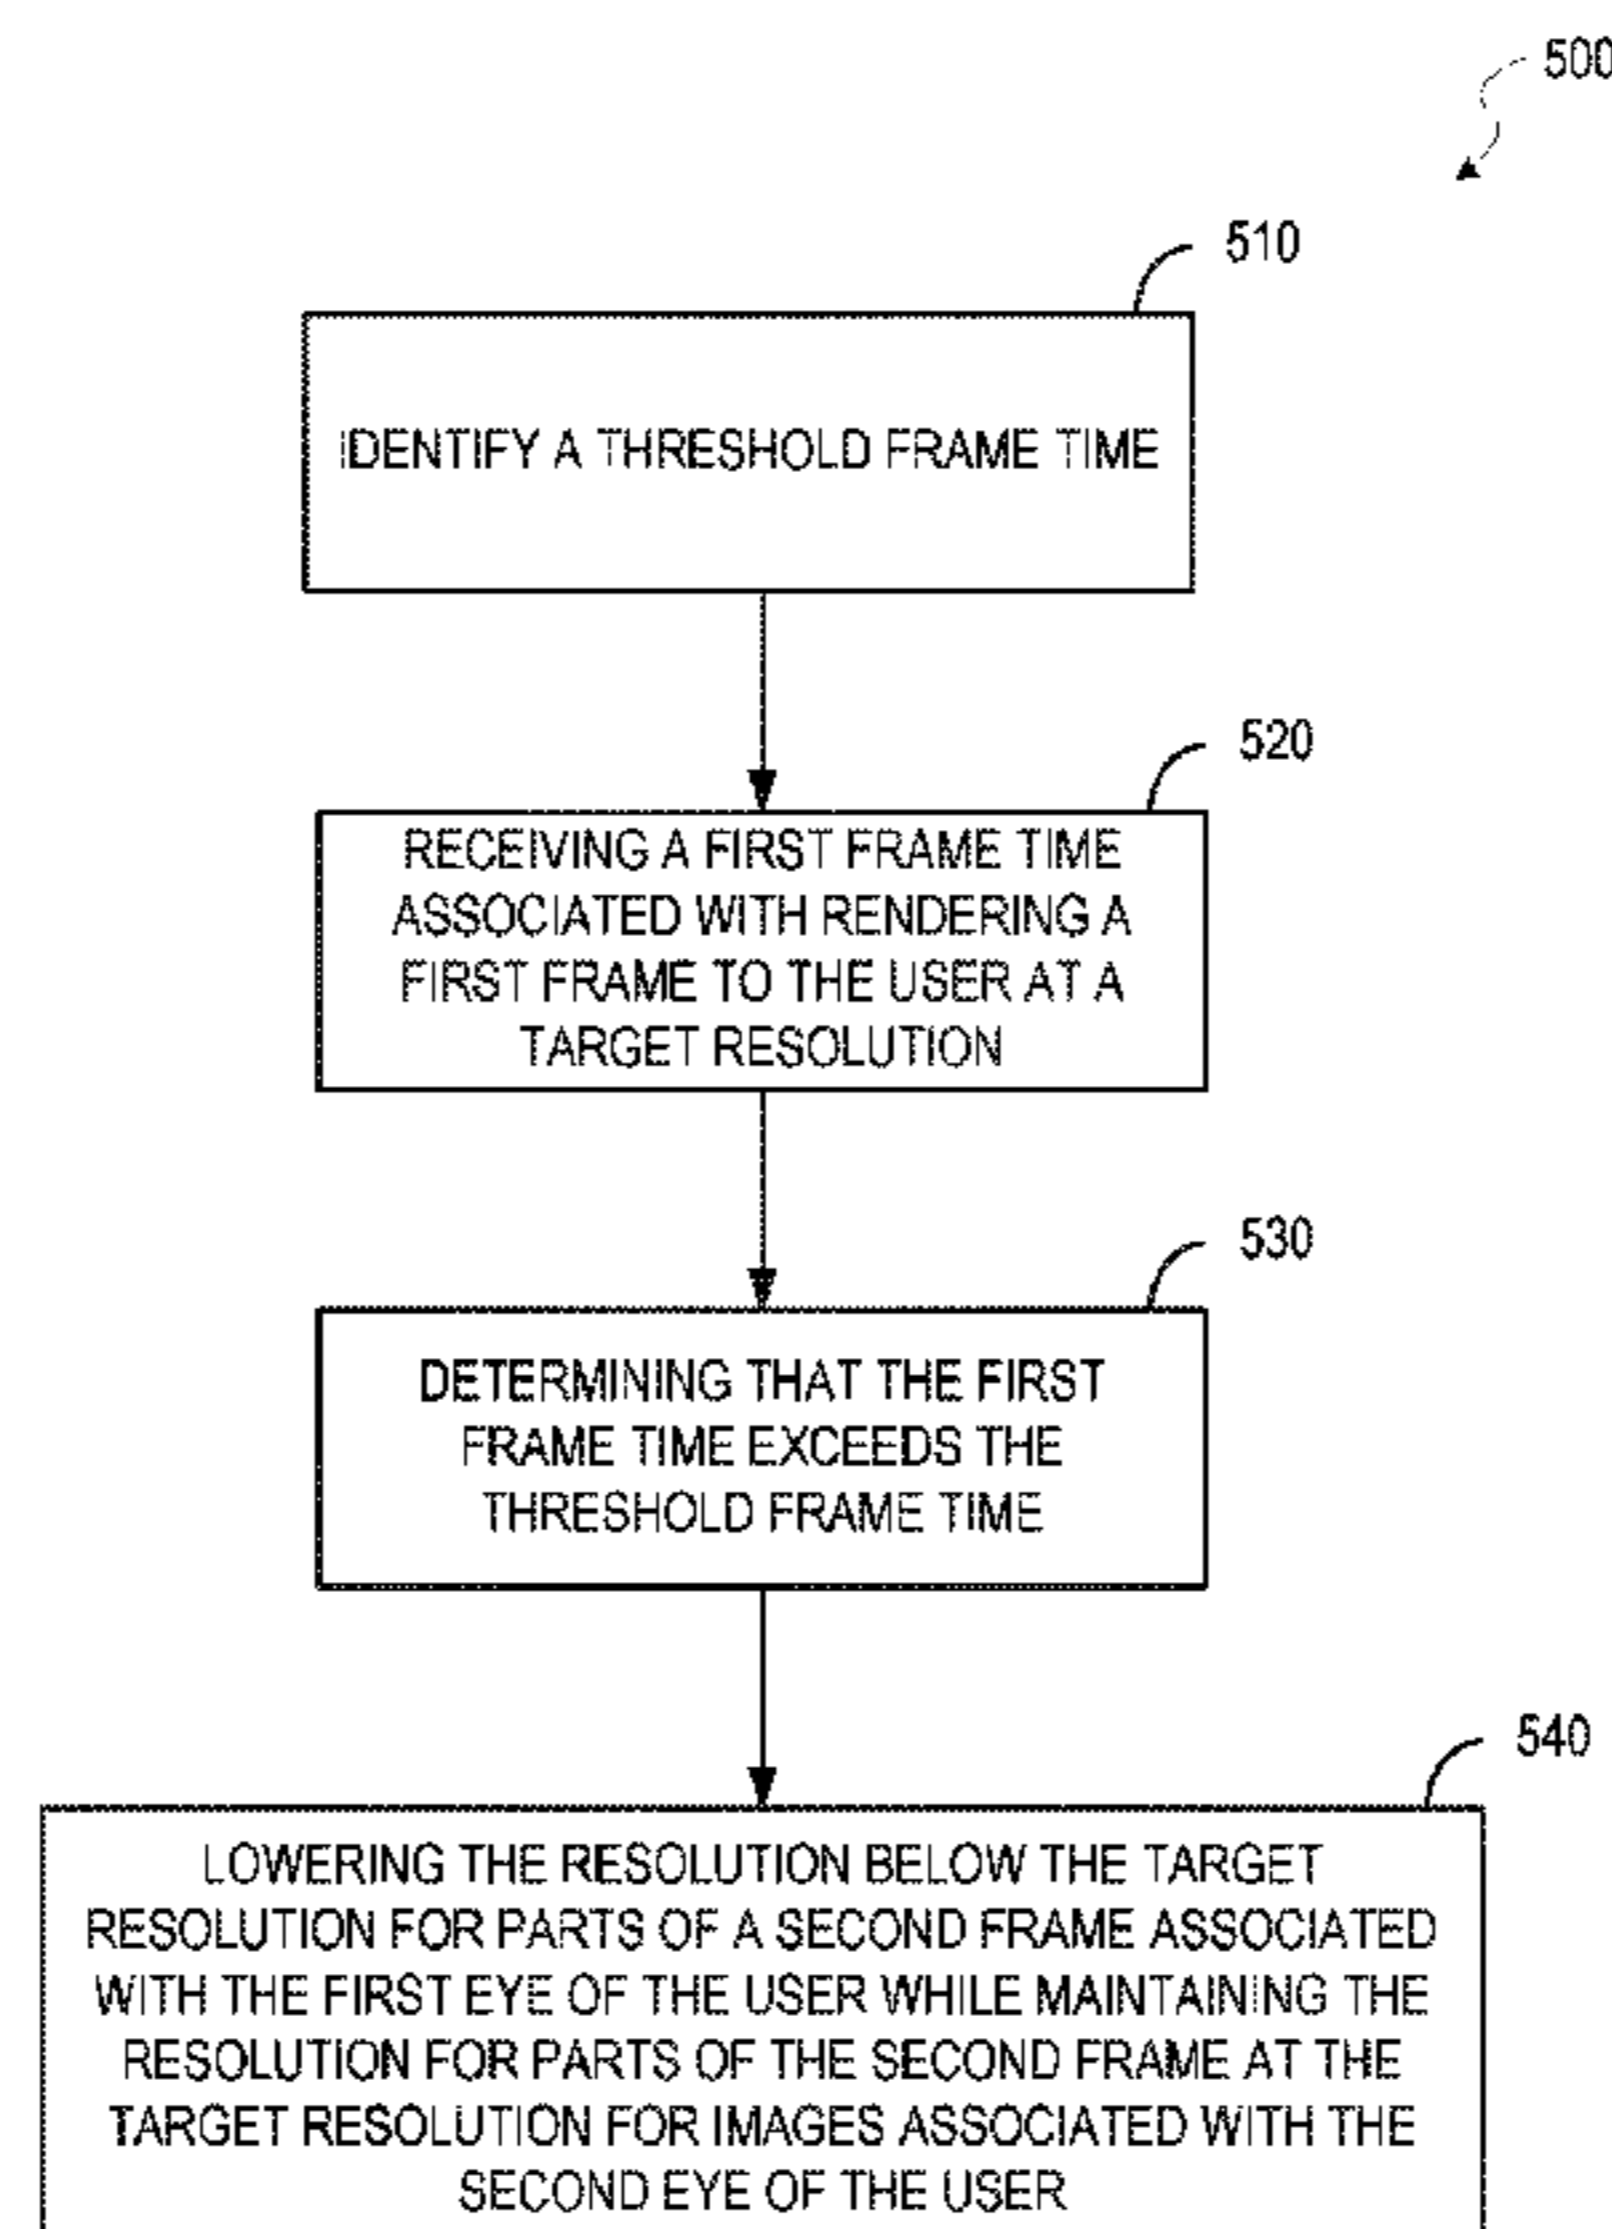 500
510
IDENTIFY A THRESHOLD FRAME TIME
520
RECEIVING A FIRST FRAME TIME
ASSOCIATED WITH RENDERING A
FIRST FRAME TO THE USER AT A
TARGET RESOLUTION
530
DETERMINING THAT THE FIRST
FRAME TIME EXCEEDS THE
THRESHOLD FRAME TIME
540
LOWERING THE RESOLUTION BELOW THE TARGET
RESOLUTION FOR PARTS OF A SECOND FRAME ASSOCIATED
WITH THE FIRST EYE OF THE USER WHILE MAINTAINING THE
RESOLUTION FOR PARTS OF THE SECOND FRAME AT THE
TARGET RESOLUTION FOR IMAGES ASSOCIATED WITH THE
SECOND EYE OF THE USER